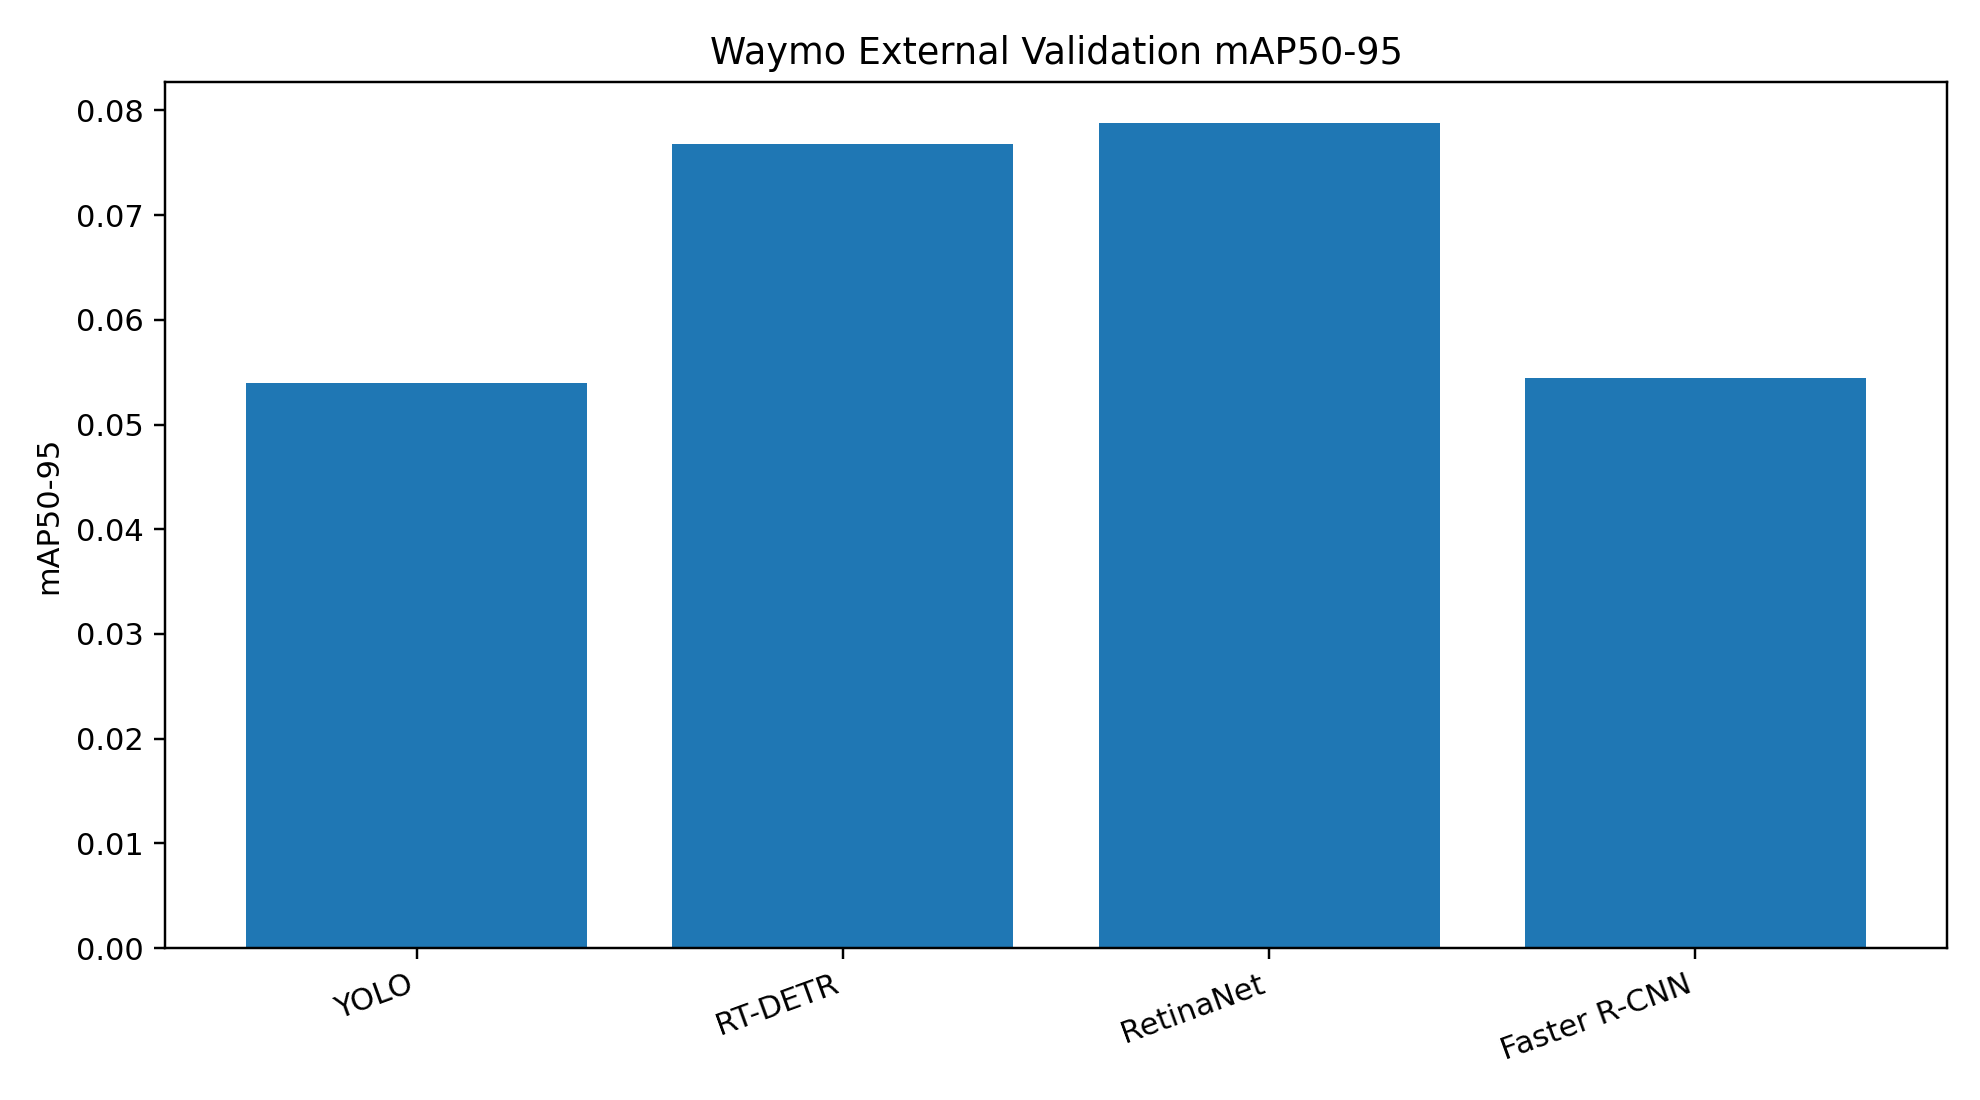 Waymo External Validation mAP50-95
mAP50-95
0.08
0.07
0.06
0.05
0.04
0.03
0.02
0.01
0.00
YOLO
RT-DETR
RetinaNet
Faster R-CNN